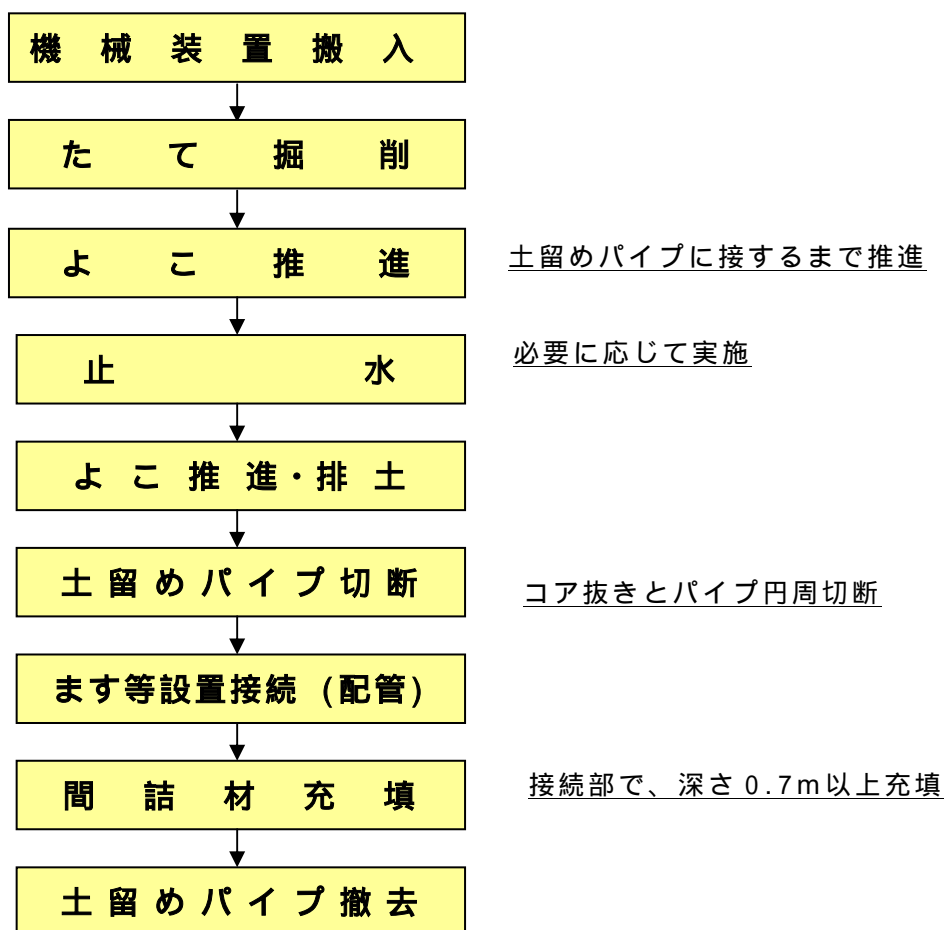 機械装置搬入
たて掘削
よこ推進
土留めパイプに接するまで推進
止水
必要に応じて実施
よこ推進・排土
土留めパイプ切断
コア抜きとパイプ円周切断
ます等設置接続（配管）
間詰材充填
接続部で、深さ0.7m以上充填
土留めパイプ撤去